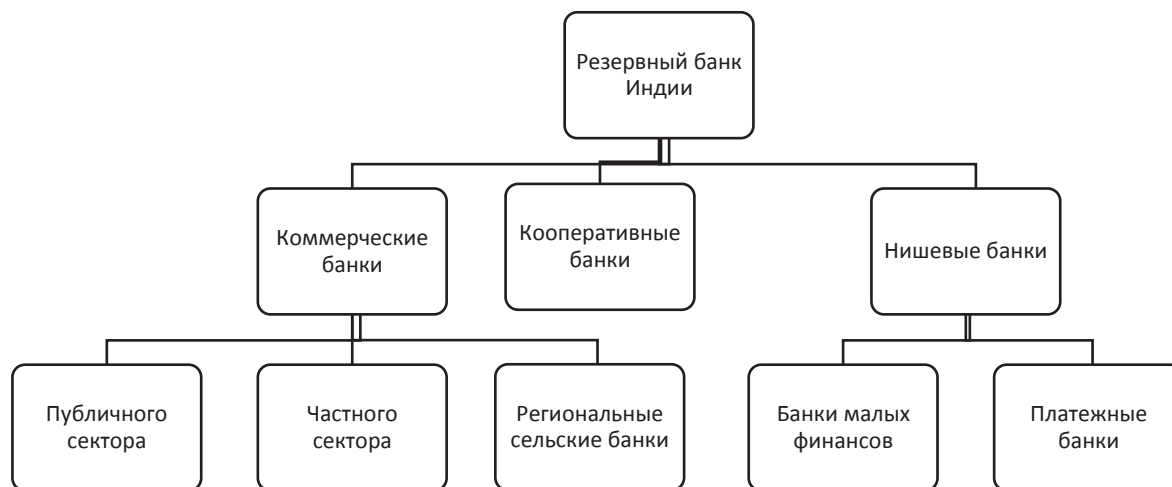 Резервный банк
Индии
Коммерческие
банки
Кооперативные
банки
Нишевые банки
Публичного
сектора
Частного
сектора
Региональные
сельские банки
Банки малых
финансов
Платежные
банки